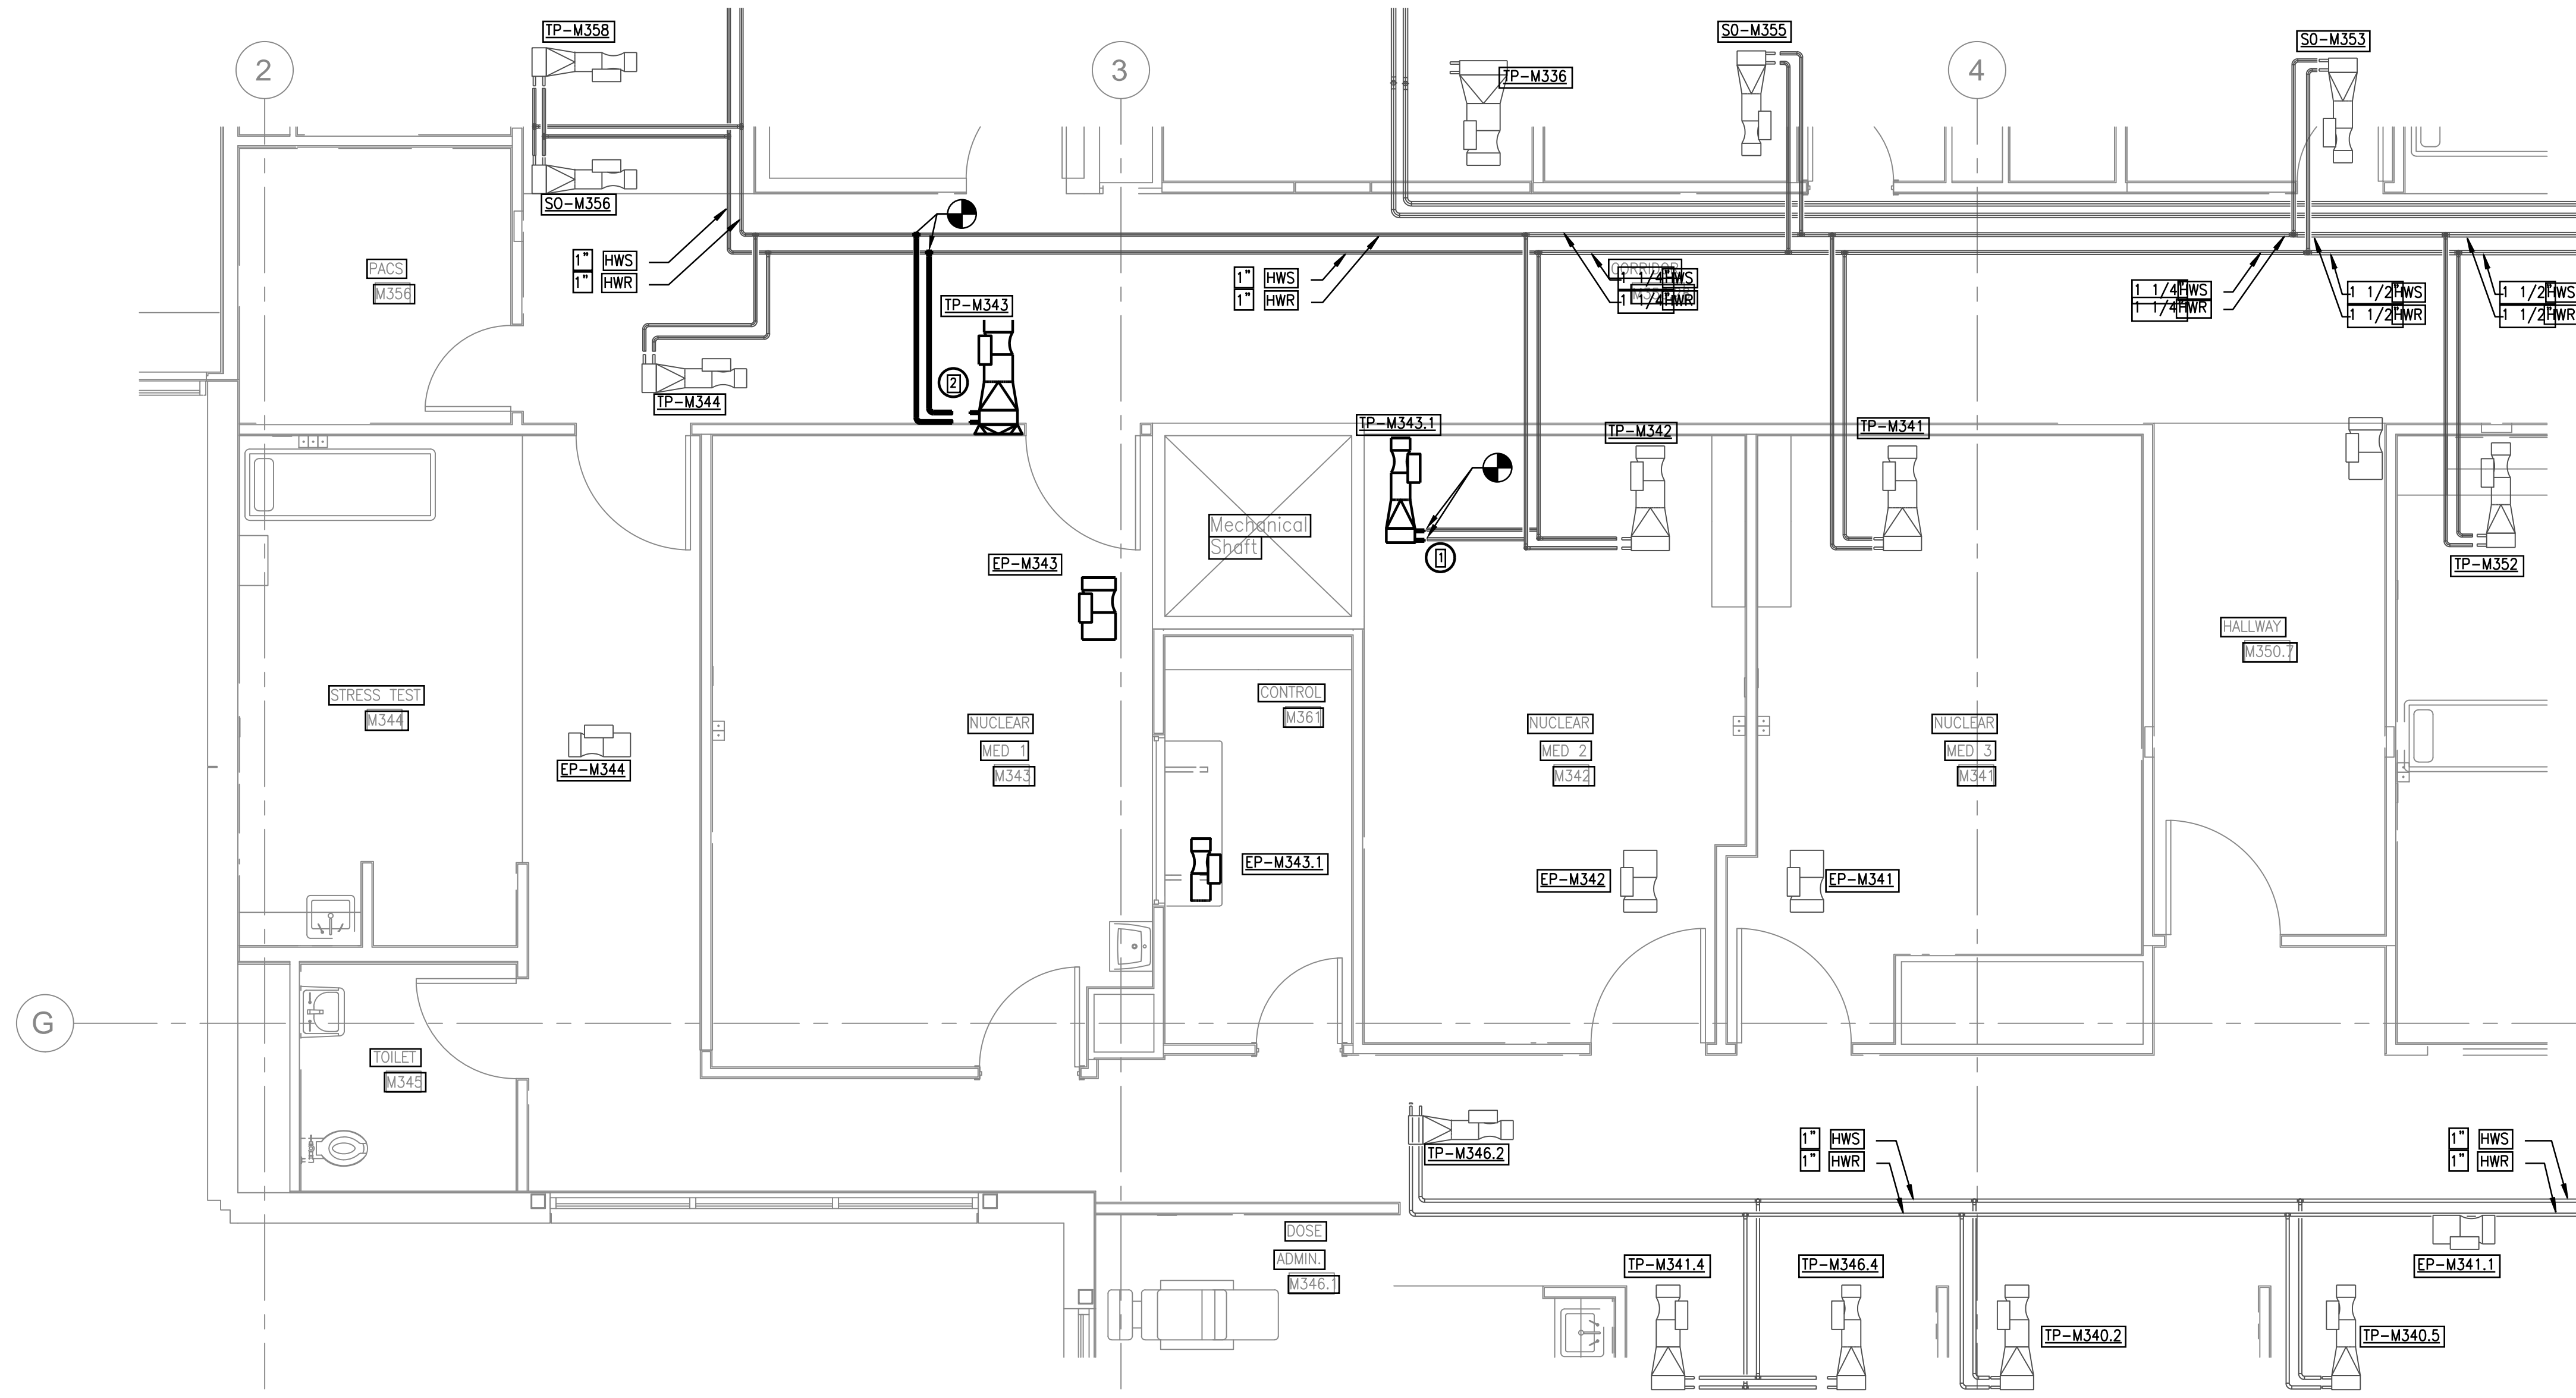 TP-M358
SO-M355
SO-M353
2
3
4
TP-M336
SO-M356
1" HWS
1" HWR
PACS
M356
TP-M343
1" HWS
1" HWR
CORRIDOR
1 1/4"HWS
1 1/4"HWR
1 1/4"HWS
1 1/4"HWR
1 1/2"HWS
1 1/2"HWR
1 1/2"HWS
1 1/2"HWR
2
TP-M344
TP-M343.1
TP-M342
TP-M341
Mechanical
Shaft
1
EP-M343
TP-M352
HALLWAY
M350.7
STRESS TEST
M344
CONTROL
M361
NUCLEAR
MED 1
M343
NUCLEAR
MED 2
M342
NUCLEAR
MED 3
M341
EP-M344
EP-M343.1
EP-M342
EP-M341
G
TOILET
M345
TP-M346.2
1" HWS
1" HWR
1" HWS
1" HWR
DOSE
ADMIN.
M346.1
TP-M341.4
TP-M346.4
EP-M341.1
TP-M340.2
TP-M340.5